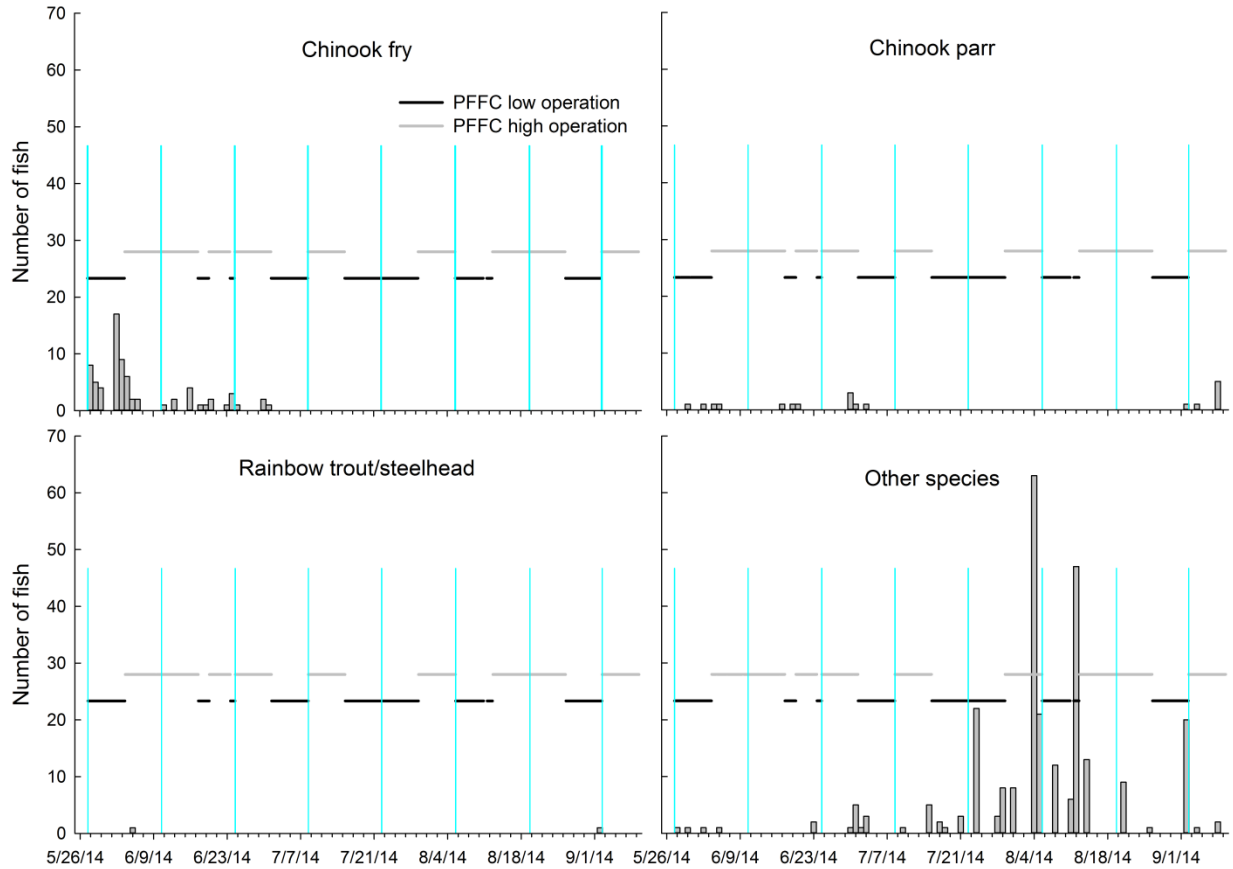 70
60
50
40
30
20
10
0
Number of fish
Chinook fry
PFFC low operation
PFFC high operation
Chinook parr
70
60
50
40
30
20
10
0
Number of fish
Rainbow trout/steelhead
Other species
5/26/14 6/9/14 6/23/14 7/7/14 7/21/14 8/4/14 8/18/14 9/1/14
5/26/14 6/9/14 6/23/14 7/7/14 7/21/14 8/4/14 8/18/14 9/1/14